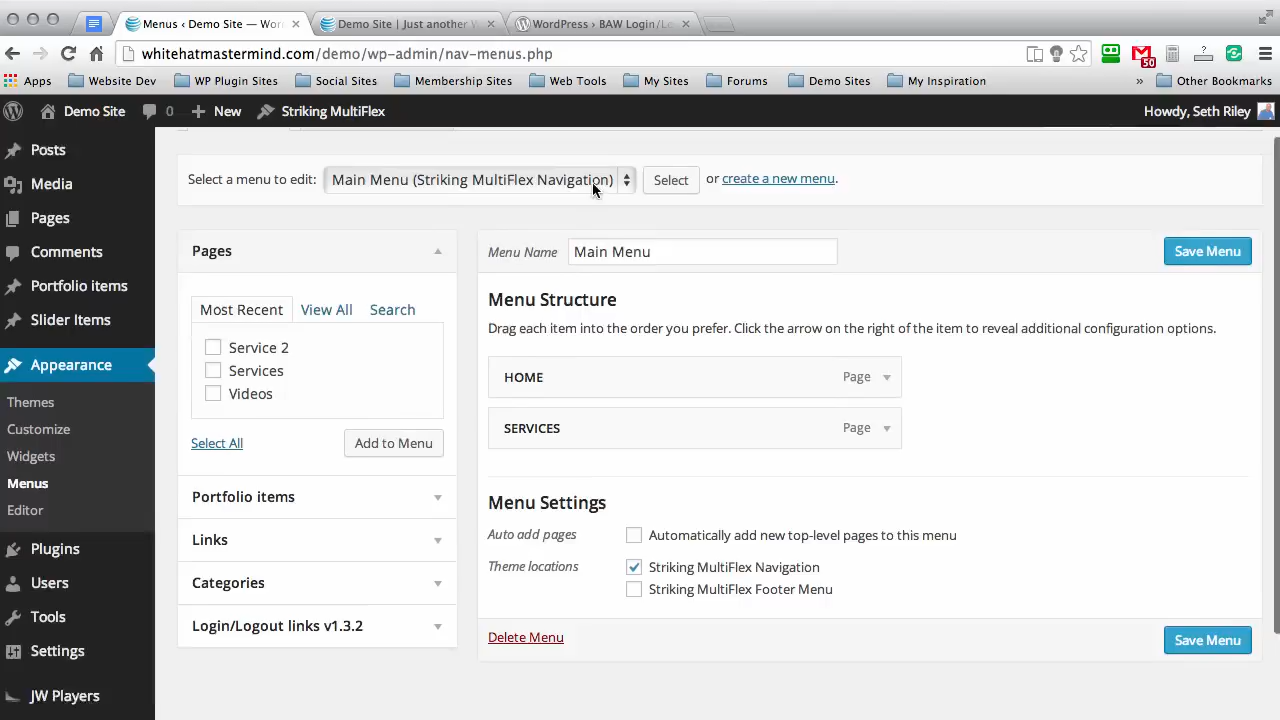 Menus ‹ Demo Site — Wor
Demo Site | Just another W
WordPress › BAW Login/Lo
whitehatmastermind.com/demo/wp-admin/nav-menus.php
50
Apps Website Dev WP Plugin Sites Social Sites Membership Sites Web Tools My Sites Forums Demo Sites My Inspiration » Other Bookmarks
Demo Site 0 New Striking MultiFlex Howdy, Seth Riley
Posts
Media
Pages
Comments
Portfolio items
Slider Items
Appearance
Themes
Customize
Widgets
Menus
Editor
Plugins
Users
Tools
Settings
JW Players
Select a menu to edit: Main Menu (Striking MultiFlex Navigation) Select or create a new menu.
Pages
Most Recent View All Search
Service 2
Services
Videos
Select All Add to Menu
Portfolio items
Links
Categories
Login/Logout links v1.3.2
Menu Name Main Menu Save Menu
Menu Structure
Drag each item into the order you prefer. Click the arrow on the right of the item to reveal additional configuration options.
HOME Page
SERVICES Page
Menu Settings
Auto add pages Automatically add new top-level pages to this menu
Theme locations Striking MultiFlex Navigation
Striking MultiFlex Footer Menu
Delete Menu Save Menu